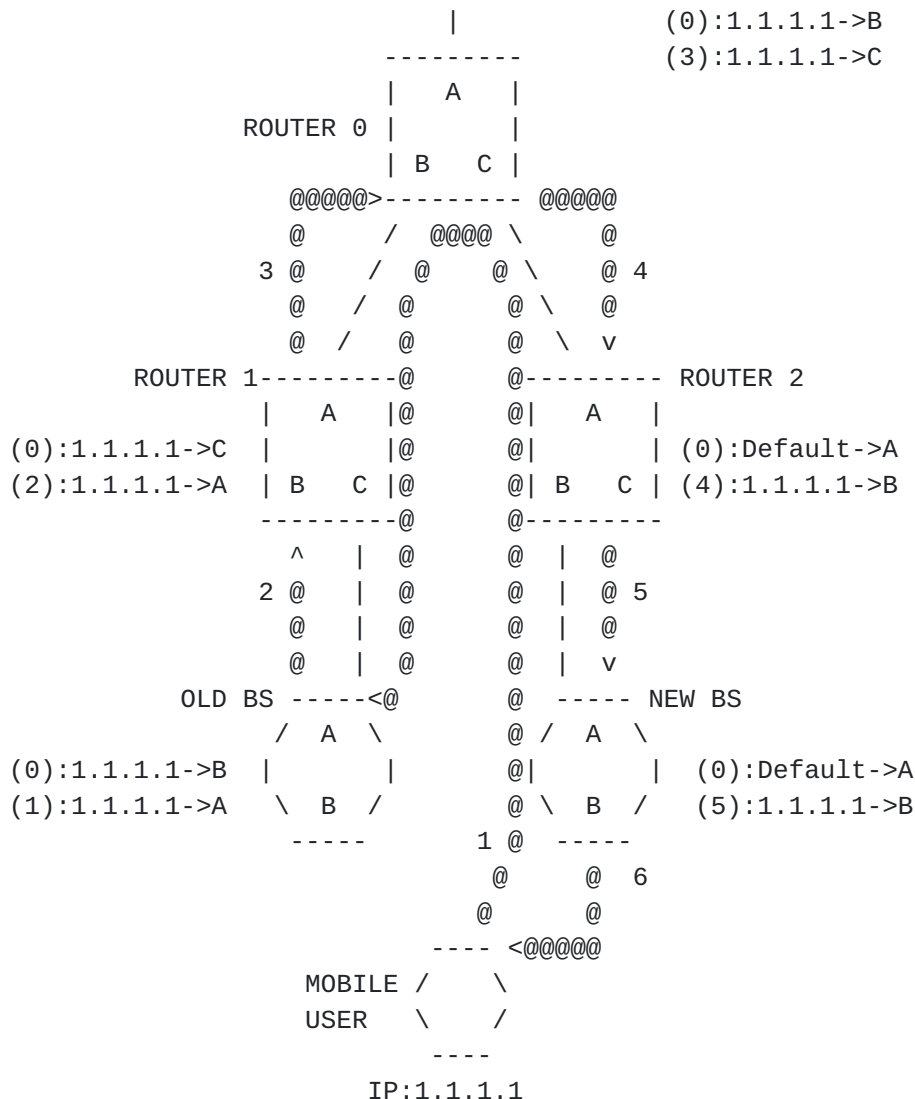 |             (0):1.1.1.1->B
                         ---------         (3):1.1.1.1->C
                         |   A   |
                ROUTER 0 |       |
                         | B   C |
                   @@@@@>--------- @@@@@
                   @     /  @@@@ \     @
                 3 @    /  @    @ \    @ 4
                   @   /  @      @ \   @
                   @  /   @      @  \  v
         ROUTER 1---------@      @--------- ROUTER 2
                 |   A   |@      @|   A   |
 (0):1.1.1.1->C  |       |@      @|       | (0):Default->A
 (2):1.1.1.1->A  | B   C |@      @| B   C | (4):1.1.1.1->B
                 ---------@      @---------
                   ^   |  @      @  |  @
                 2 @   |  @      @  |  @ 5
                   @   |  @      @  |  @
                   @   |  @      @  |  v
            OLD BS -----<@       @  ----- NEW BS
                  /  A  \        @ /  A  \
 (0):1.1.1.1->B  |       |       @|       |  (0):Default->A
 (1):1.1.1.1->A   \  B  /        @ \  B  /   (5):1.1.1.1->B
                   -----       1 @  -----
                                @     @  6
                               @      @
                            ---- <@@@@@
                    MOBILE /    \
                    USER   \    /
                            ----
                        IP:1.1.1.1